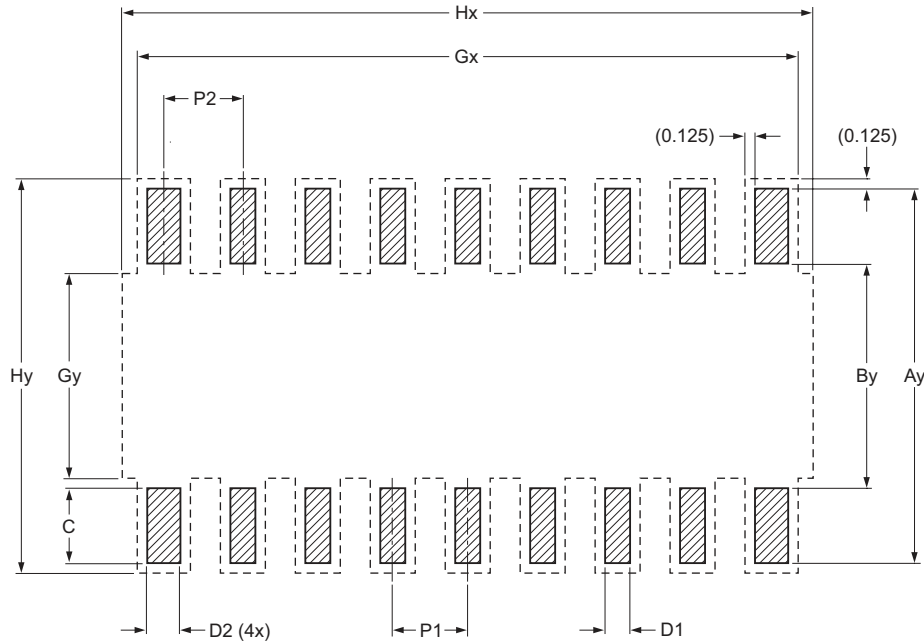 Hx
Gx
P2
(0.125)
(0.125)
Hy
Gy
By
Ay
C
D2 (4x)
P1
D1